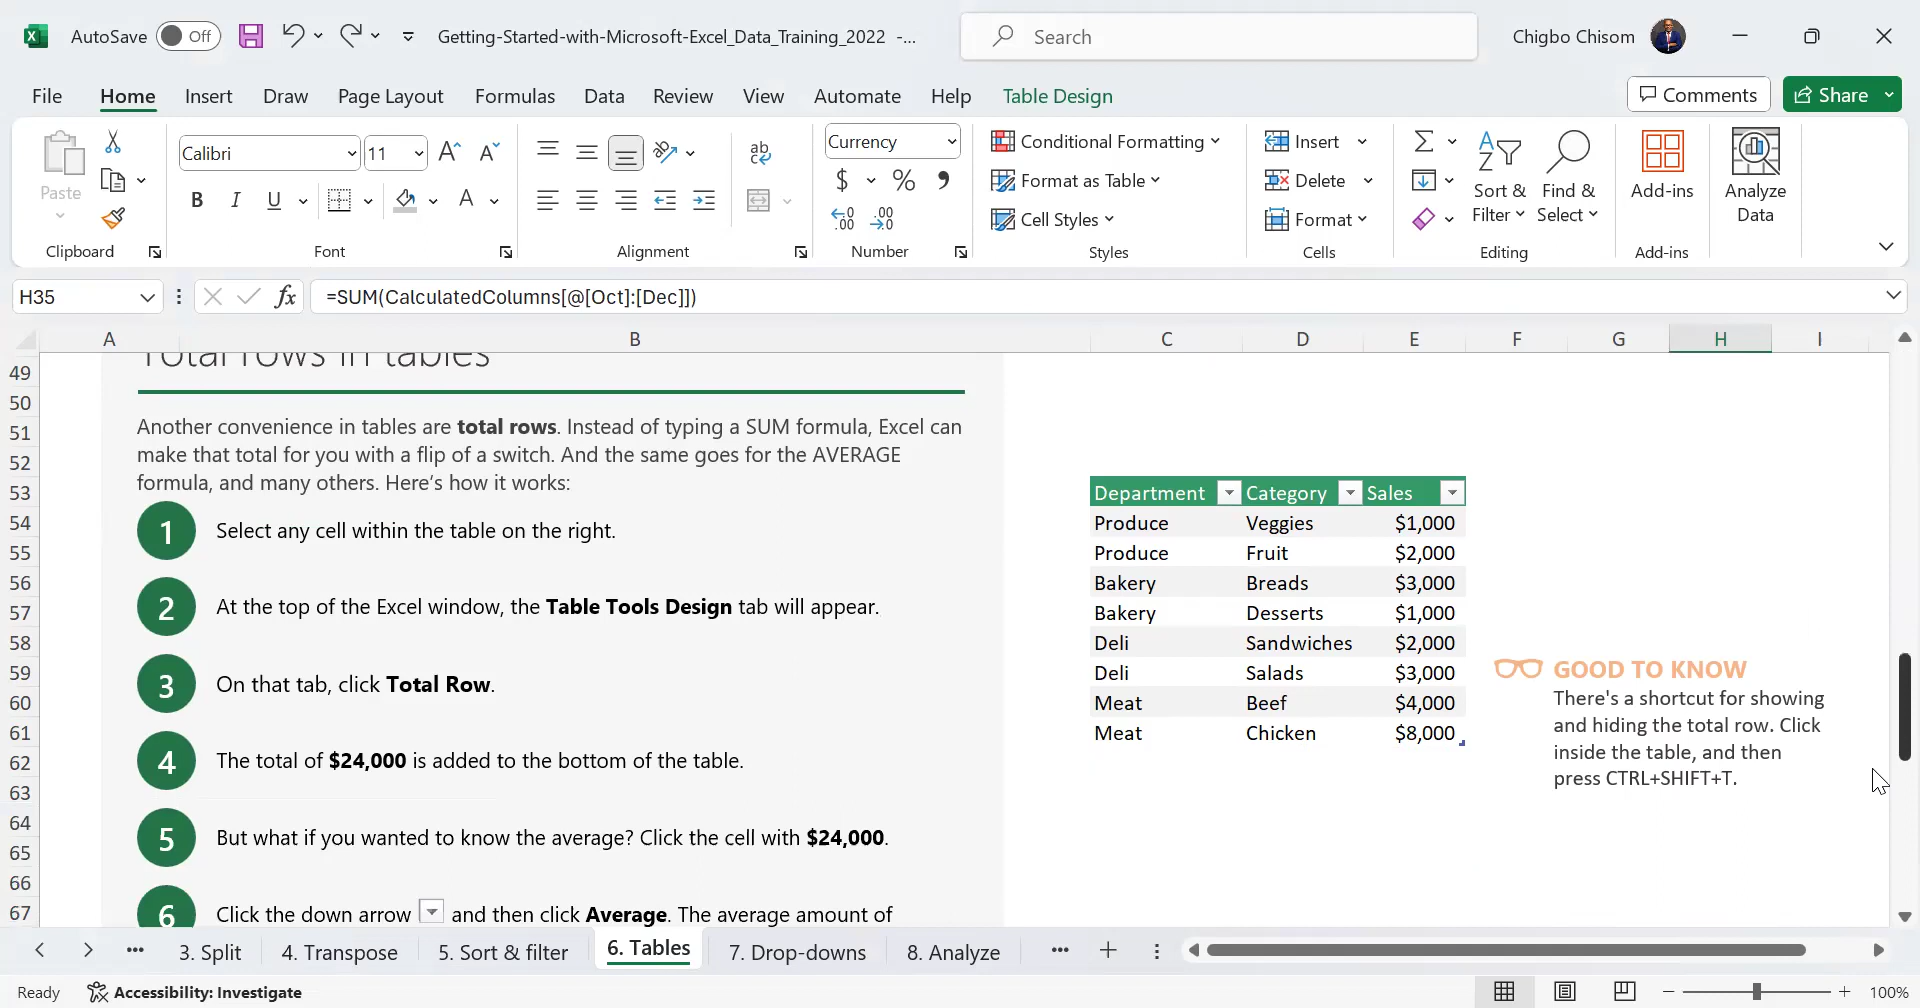 AutoSave Off Getting-Started-with-Microsoft-Excel_Data_Training_2022 -... Search Chigbo Chisom
File Home Insert Draw Page Layout Formulas Data Review View Automate Help Table Design Comments Share
Paste
Clipboard
Calibri 11
B I U A
Font
ab
Alignment
Currency
$ % ,
Number
Conditional Formatting
Format as Table
Cell Styles
Styles
Insert
Delete
Format
Cells
Sort &
Filter
Find &
Select
Editing
Add-ins
Add-ins
Analyze
Data
H35 fx =SUM(CalculatedColumns[@[Oct]:[Dec]])
A B C D E F G H I
49
50
51
52
53
54
55
56
57
58
59
60
61
62
63
64
65
66
67
Total rows in tables
Another convenience in tables are total rows. Instead of typing a SUM formula, Excel can
make that total for you with a flip of a switch. And the same goes for the AVERAGE
formula, and many others. Here's how it works:
1 Select any cell within the table on the right.
2 At the top of the Excel window, the Table Tools Design tab will appear.
3 On that tab, click Total Row.
4 The total of $24,000 is added to the bottom of the table.
5 But what if you wanted to know the average? Click the cell with $24,000.
6 Click the down arrow and then click Average. The average amount of
Department Category Sales
Produce Veggies $1,000
Produce Fruit $2,000
Bakery Breads $3,000
Bakery Desserts $1,000
Deli Sandwiches $2,000
Deli Salads $3,000
Meat Beef $4,000
Meat Chicken $8,000
GOOD TO KNOW
There's a shortcut for showing
and hiding the total row. Click
inside the table, and then
press CTRL+SHIFT+T.
... 3. Split 4. Transpose 5. Sort & filter 6. Tables 7. Drop-downs 8. Analyze ...
Ready Accessibility: Investigate 100%